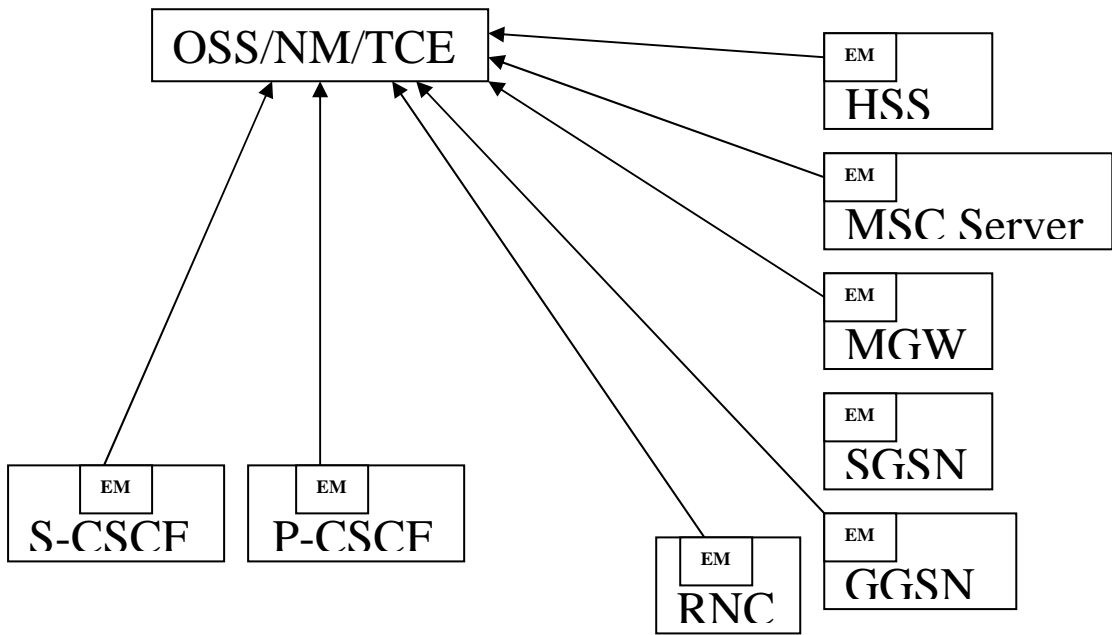 OSS/NM/TCE
EM
HSS
EM
MSC Server
EM
MGW
EM
SGSN
EM
GGSN
EM
S-CSCF
EM
P-CSCF
EM
RNC